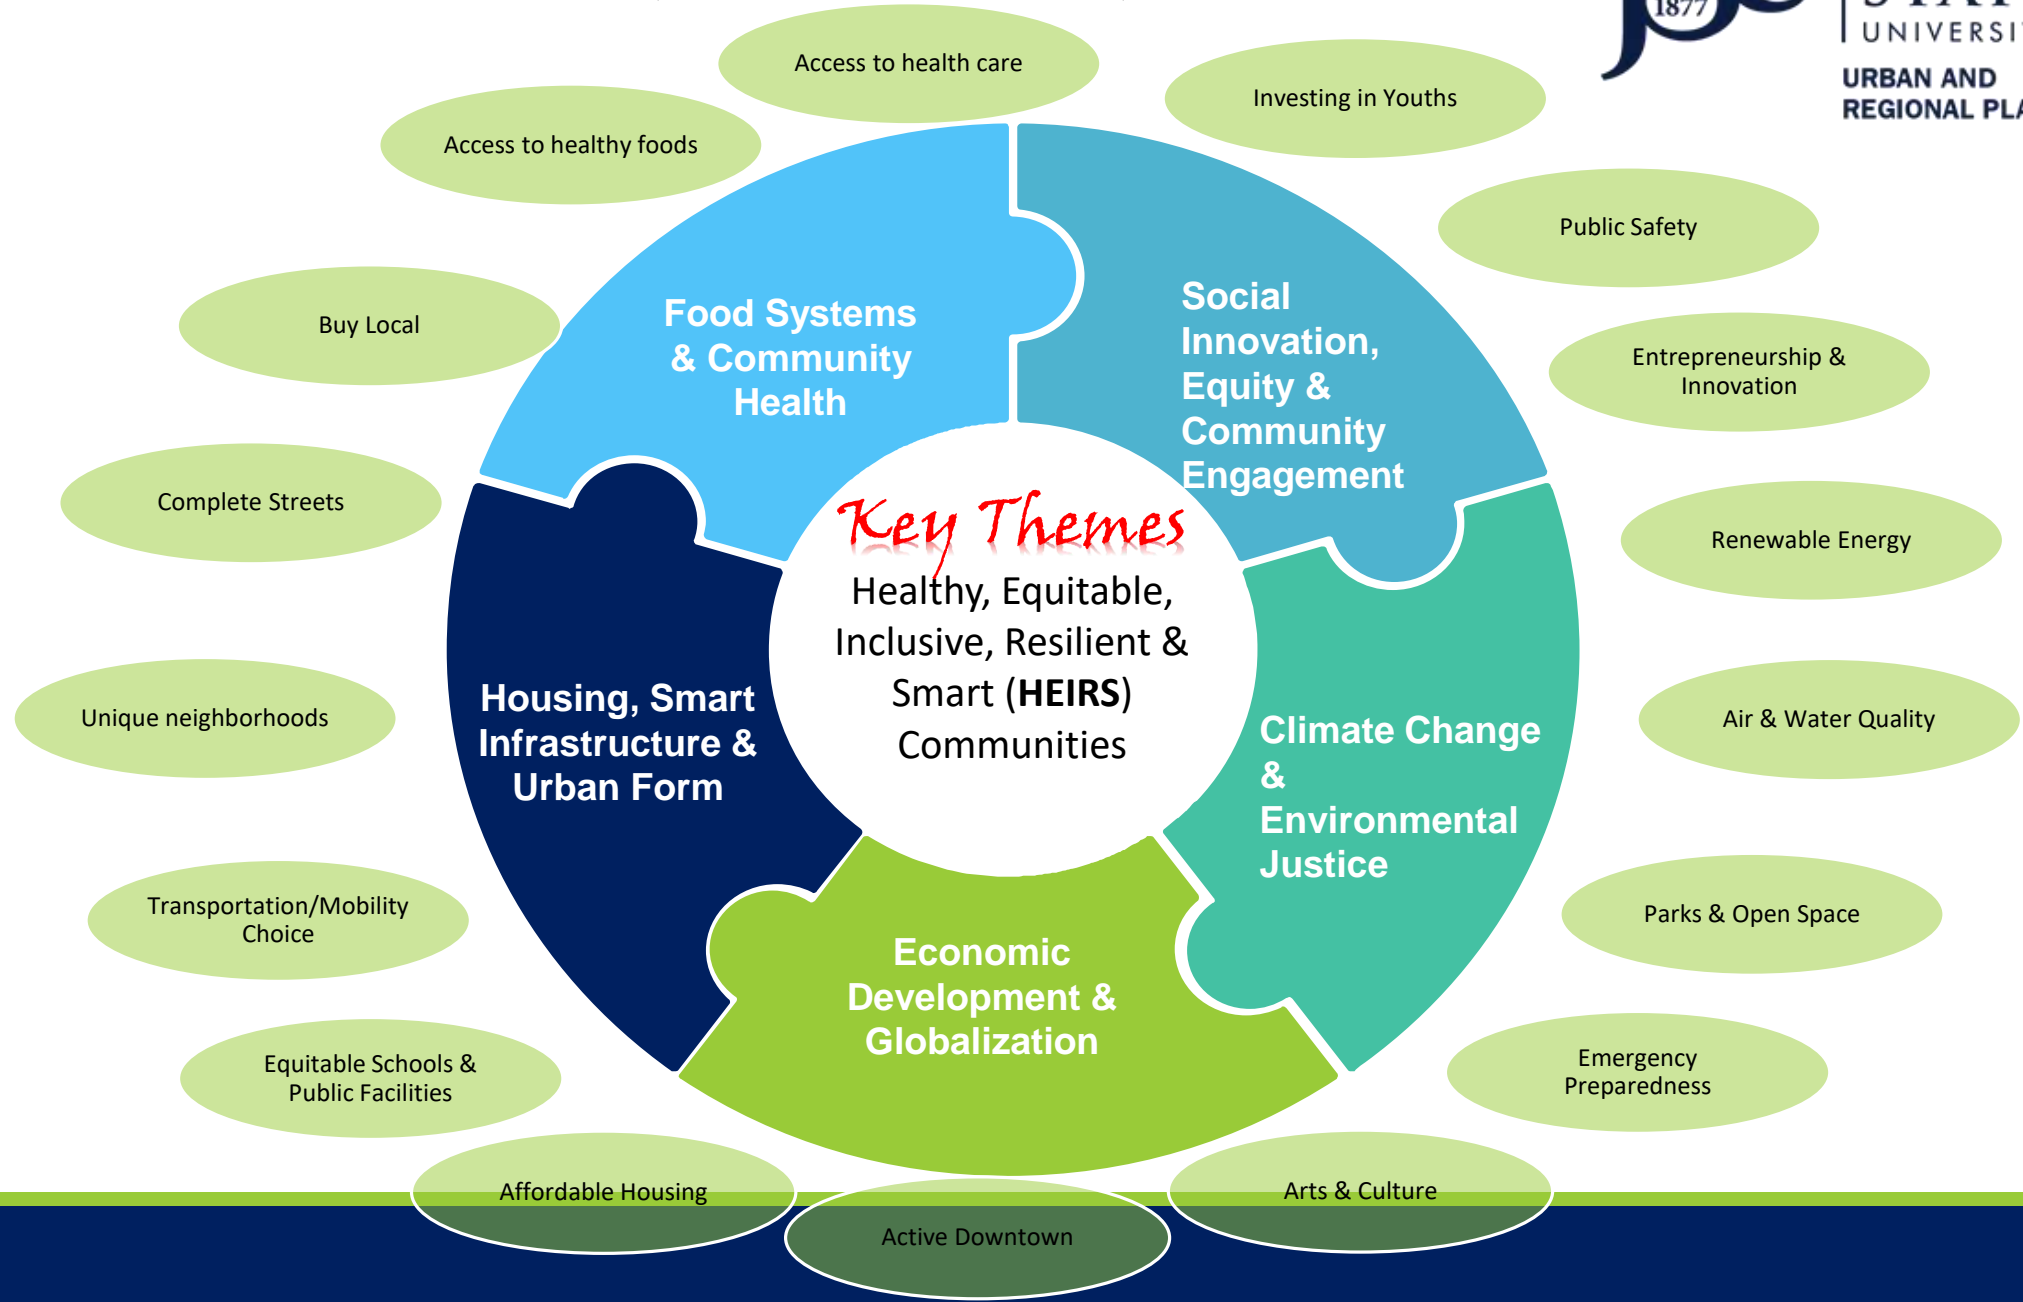 1877
UNIVERSI
URBAN AND
REGIONAL PLA
Access to health care
Investing in Youths
Access to healthy foods
Public Safety
Buy Local
Entrepreneurship &
Innovation
Complete Streets
Renewable Energy
Unique neighborhoods
Air & Water Quality
Transportation/Mobility
Choice
Parks & Open Space
Equitable Schools &
Public Facilities
Emergency
Preparedness
Affordable Housing
Active Downtown
Arts & Culture
Food Systems
& Community
Health
Social
Innovation,
Equity &
Community
Engagement
Housing, Smart
Infrastructure &
Urban Form
Climate Change
&
Environmental
Justice
Economic
Development &
Globalization
Key Themes
Healthy, Equitable,
Inclusive, Resilient &
Smart (HEIRS)
Communities